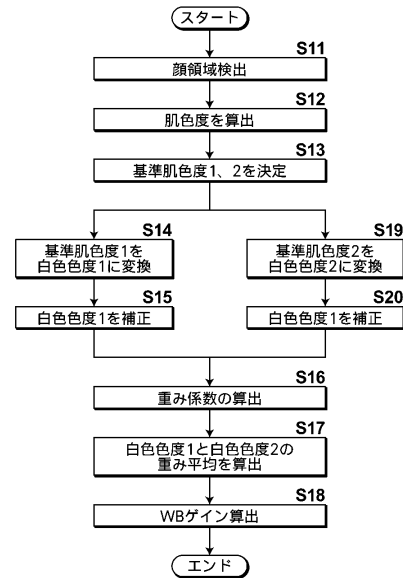 スタート
S11
顔領域検出
S12
肌色度を算出
S13
基準肌色度1、2を決定
S14
基準肌色度1を
白色色度1に変換
S15
白色色度1を補正
S19
基準肌色度2を
白色色度2に変換
S20
白色色度1を補正
S16
重み係数の算出
S17
白色色度1と白色色度2の
重み平均を算出
S18
WBゲイン算出
エンド